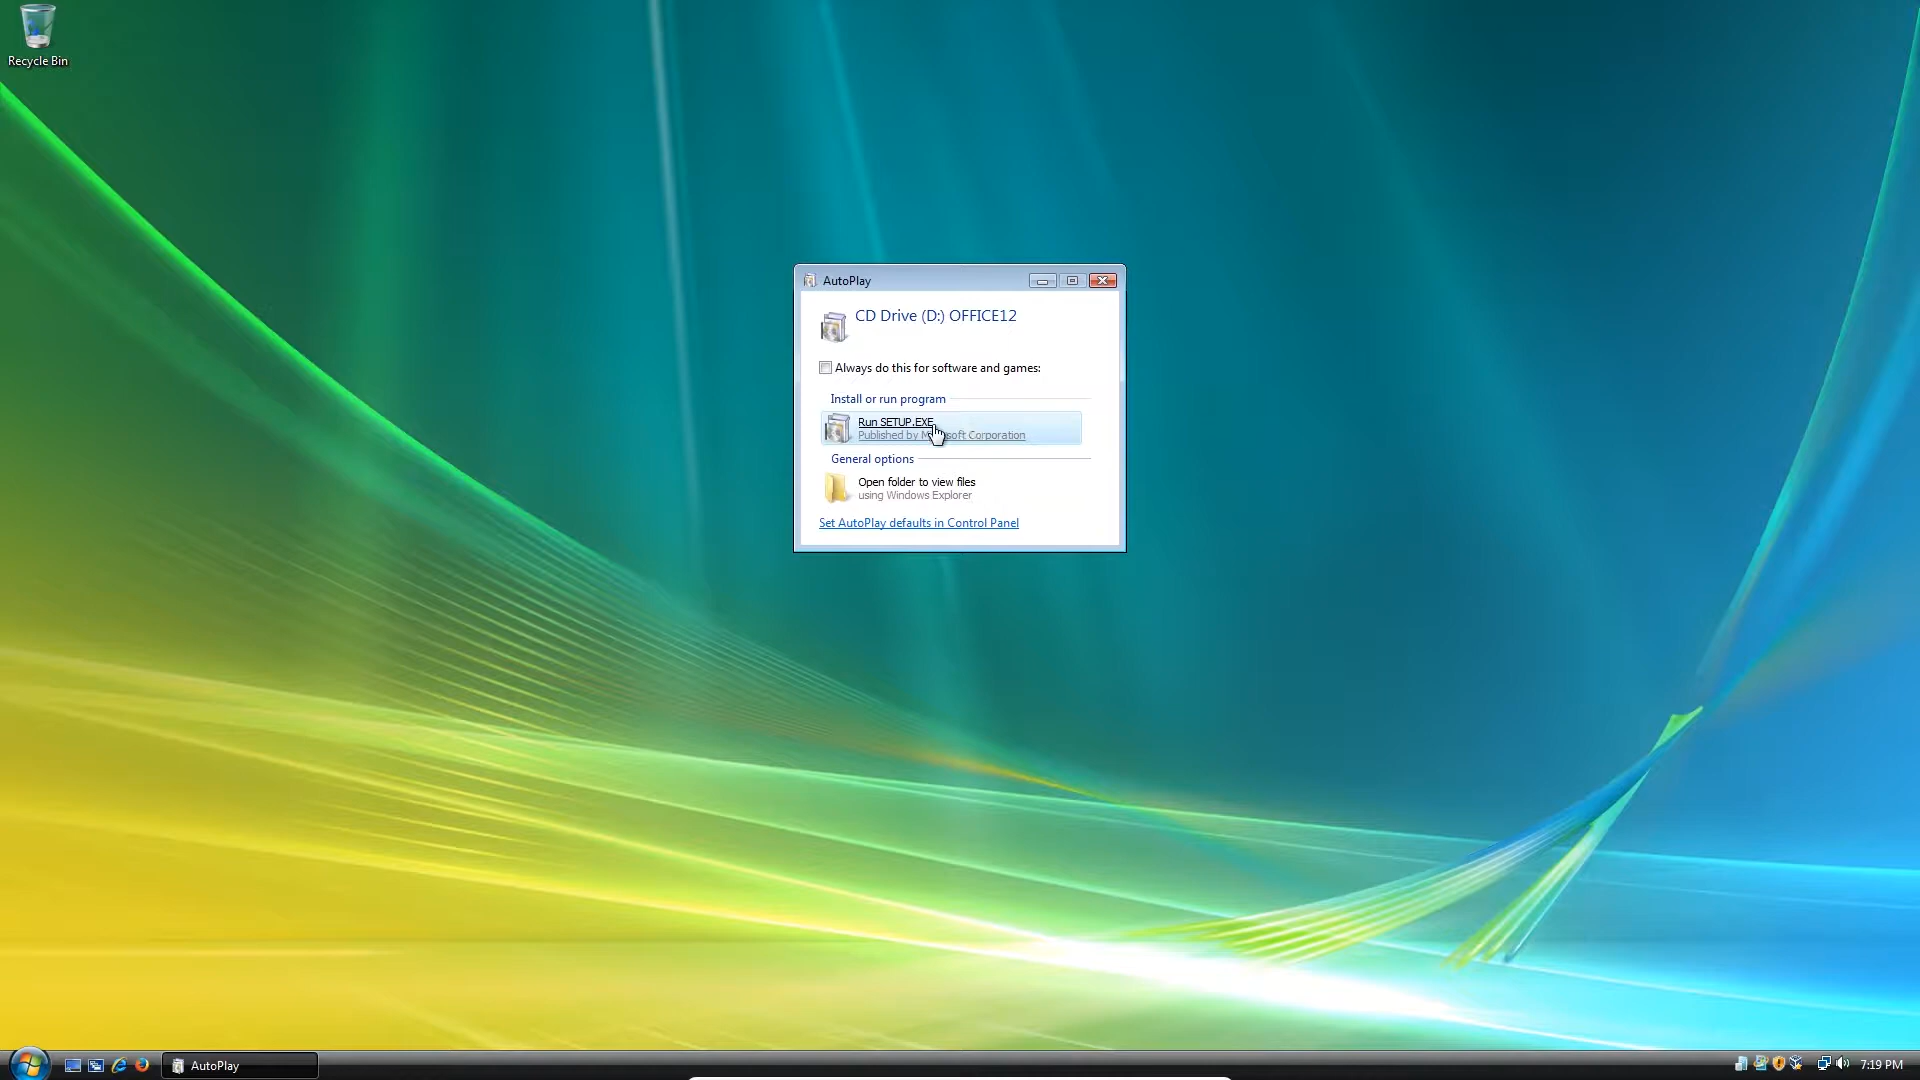 Recycle Bin
AutoPlay
CD Drive (D:) OFFICE12
Always do this for software and games:
Install or run program
Run SETUP.EXE
Published by Microsoft Corporation
General options
Open folder to view files
using Windows Explorer
Set AutoPlay defaults in Control Panel
AutoPlay
7:19 PM